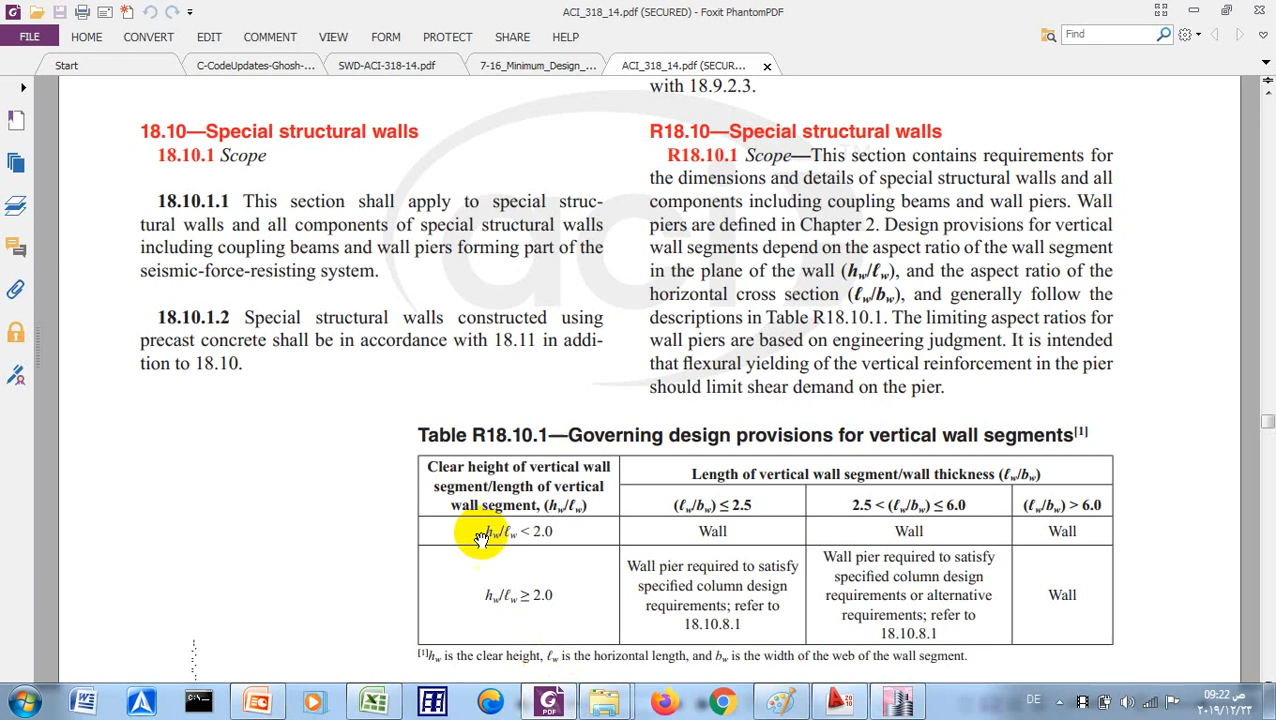 ACI_318_14.pdf (SECURED) - Foxit PhantomPDF
FILE HOME CONVERT EDIT COMMENT VIEW FORM PROTECT SHARE HELP
Find
Start C-CodeUpdates-Ghosh-... SWD-ACI-318-14.pdf 7-16_Minimum_Design_... ACI_318_14.pdf (SECUR...
with 18.9.2.3.
18.10—Special structural walls
18.10.1 Scope
18.10.1.1 This section shall apply to special struc-
tural walls and all components of special structural walls
including coupling beams and wall piers forming part of the
seismic-force-resisting system.
18.10.1.2 Special structural walls constructed using
precast concrete shall be in accordance with 18.11 in addi-
tion to 18.10.
R18.10—Special structural walls
R18.10.1 Scope—This section contains requirements for
the dimensions and details of special structural walls and all
components including coupling beams and wall piers. Wall
piers are defined in Chapter 2. Design provisions for vertical
wall segments depend on the aspect ratio of the wall segment
in the plane of the wall (hw/ℓw), and the aspect ratio of the
horizontal cross section (ℓw/bw), and generally follow the
descriptions in Table R18.10.1. The limiting aspect ratios for
wall piers are based on engineering judgment. It is intended
that flexural yielding of the vertical reinforcement in the pier
should limit shear demand on the pier.
aci
TM
Table R18.10.1—Governing design provisions for vertical wall segments[1]
Clear height of vertical wall
segment/length of vertical
wall segment, (hw/ℓw)
Length of vertical wall segment/wall thickness (ℓw/bw)
(ℓw/bw) ≤ 2.5 2.5 < (ℓw/bw) ≤ 6.0 (ℓw/bw) > 6.0
hw/ℓw < 2.0 Wall Wall Wall
hw/ℓw ≥ 2.0
Wall pier required to satisfy
specified column design
requirements; refer to
18.10.8.1
Wall pier required to satisfy
specified column design
requirements or alternative
requirements; refer to
18.10.8.1
Wall
[1]hw is the clear height, ℓw is the horizontal length, and bw is the width of the web of the wall segment.
PDF
DE
09:22 ص
٢٠١٩/١٢/٢٣